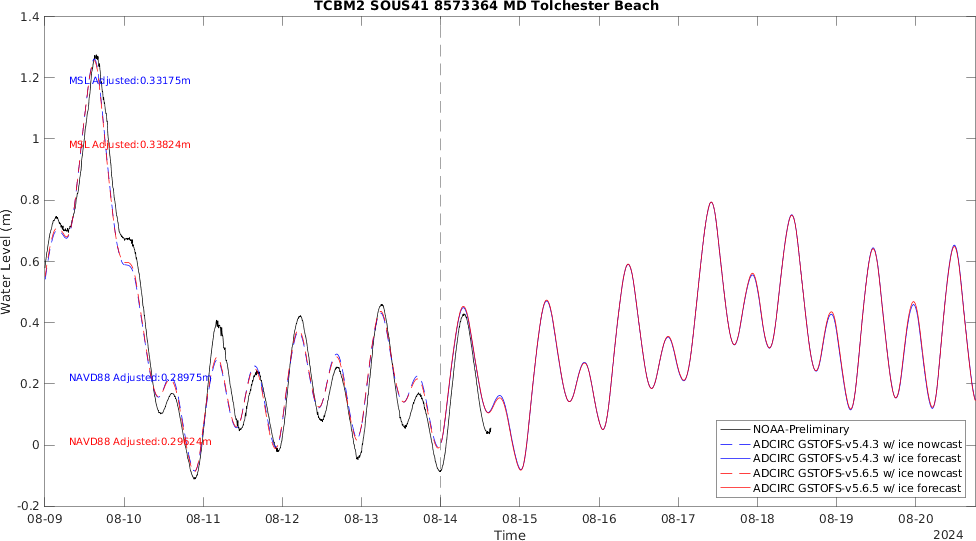 TCBM2 SOUS41 8573364 MD Tolchester Beach
1.4
1.2
1
0.8
0.6
0.4
0.2
0
-0.2
Water Level (m)
MSL Adjusted:0.33175m
MSL Adjusted:0.33824m
NAVD88 Adjusted:0.28975m
NAVD88 Adjusted:0.29624m
NOAA-Preliminary
ADCIRC GSTOFS-v5.4.3 w/ ice nowcast
ADCIRC GSTOFS-v5.4.3 w/ ice forecast
ADCIRC GSTOFS-v5.6.5 w/ ice nowcast
ADCIRC GSTOFS-v5.6.5 w/ ice forecast
08-09 08-10 08-11 08-12 08-13 08-14 08-15 08-16 08-17 08-18 08-19 08-20
Time
2024